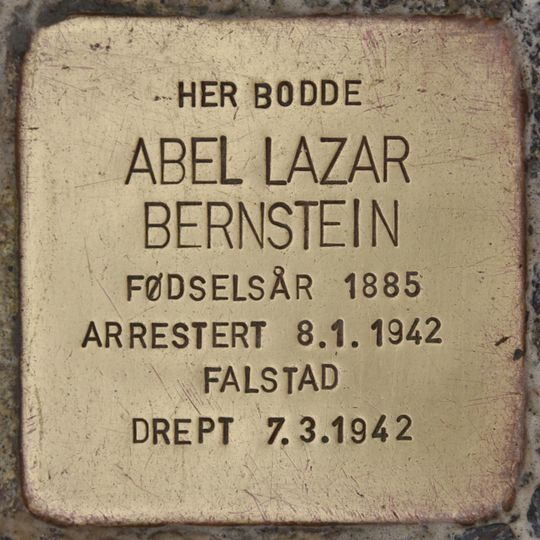 HER BODDE
ABEL LAZAR
BERNSTEIN
FØDSELSÅR 1885
ARRESTERT 8.1.1942
FALSTAD
DREPT 7.3.1942